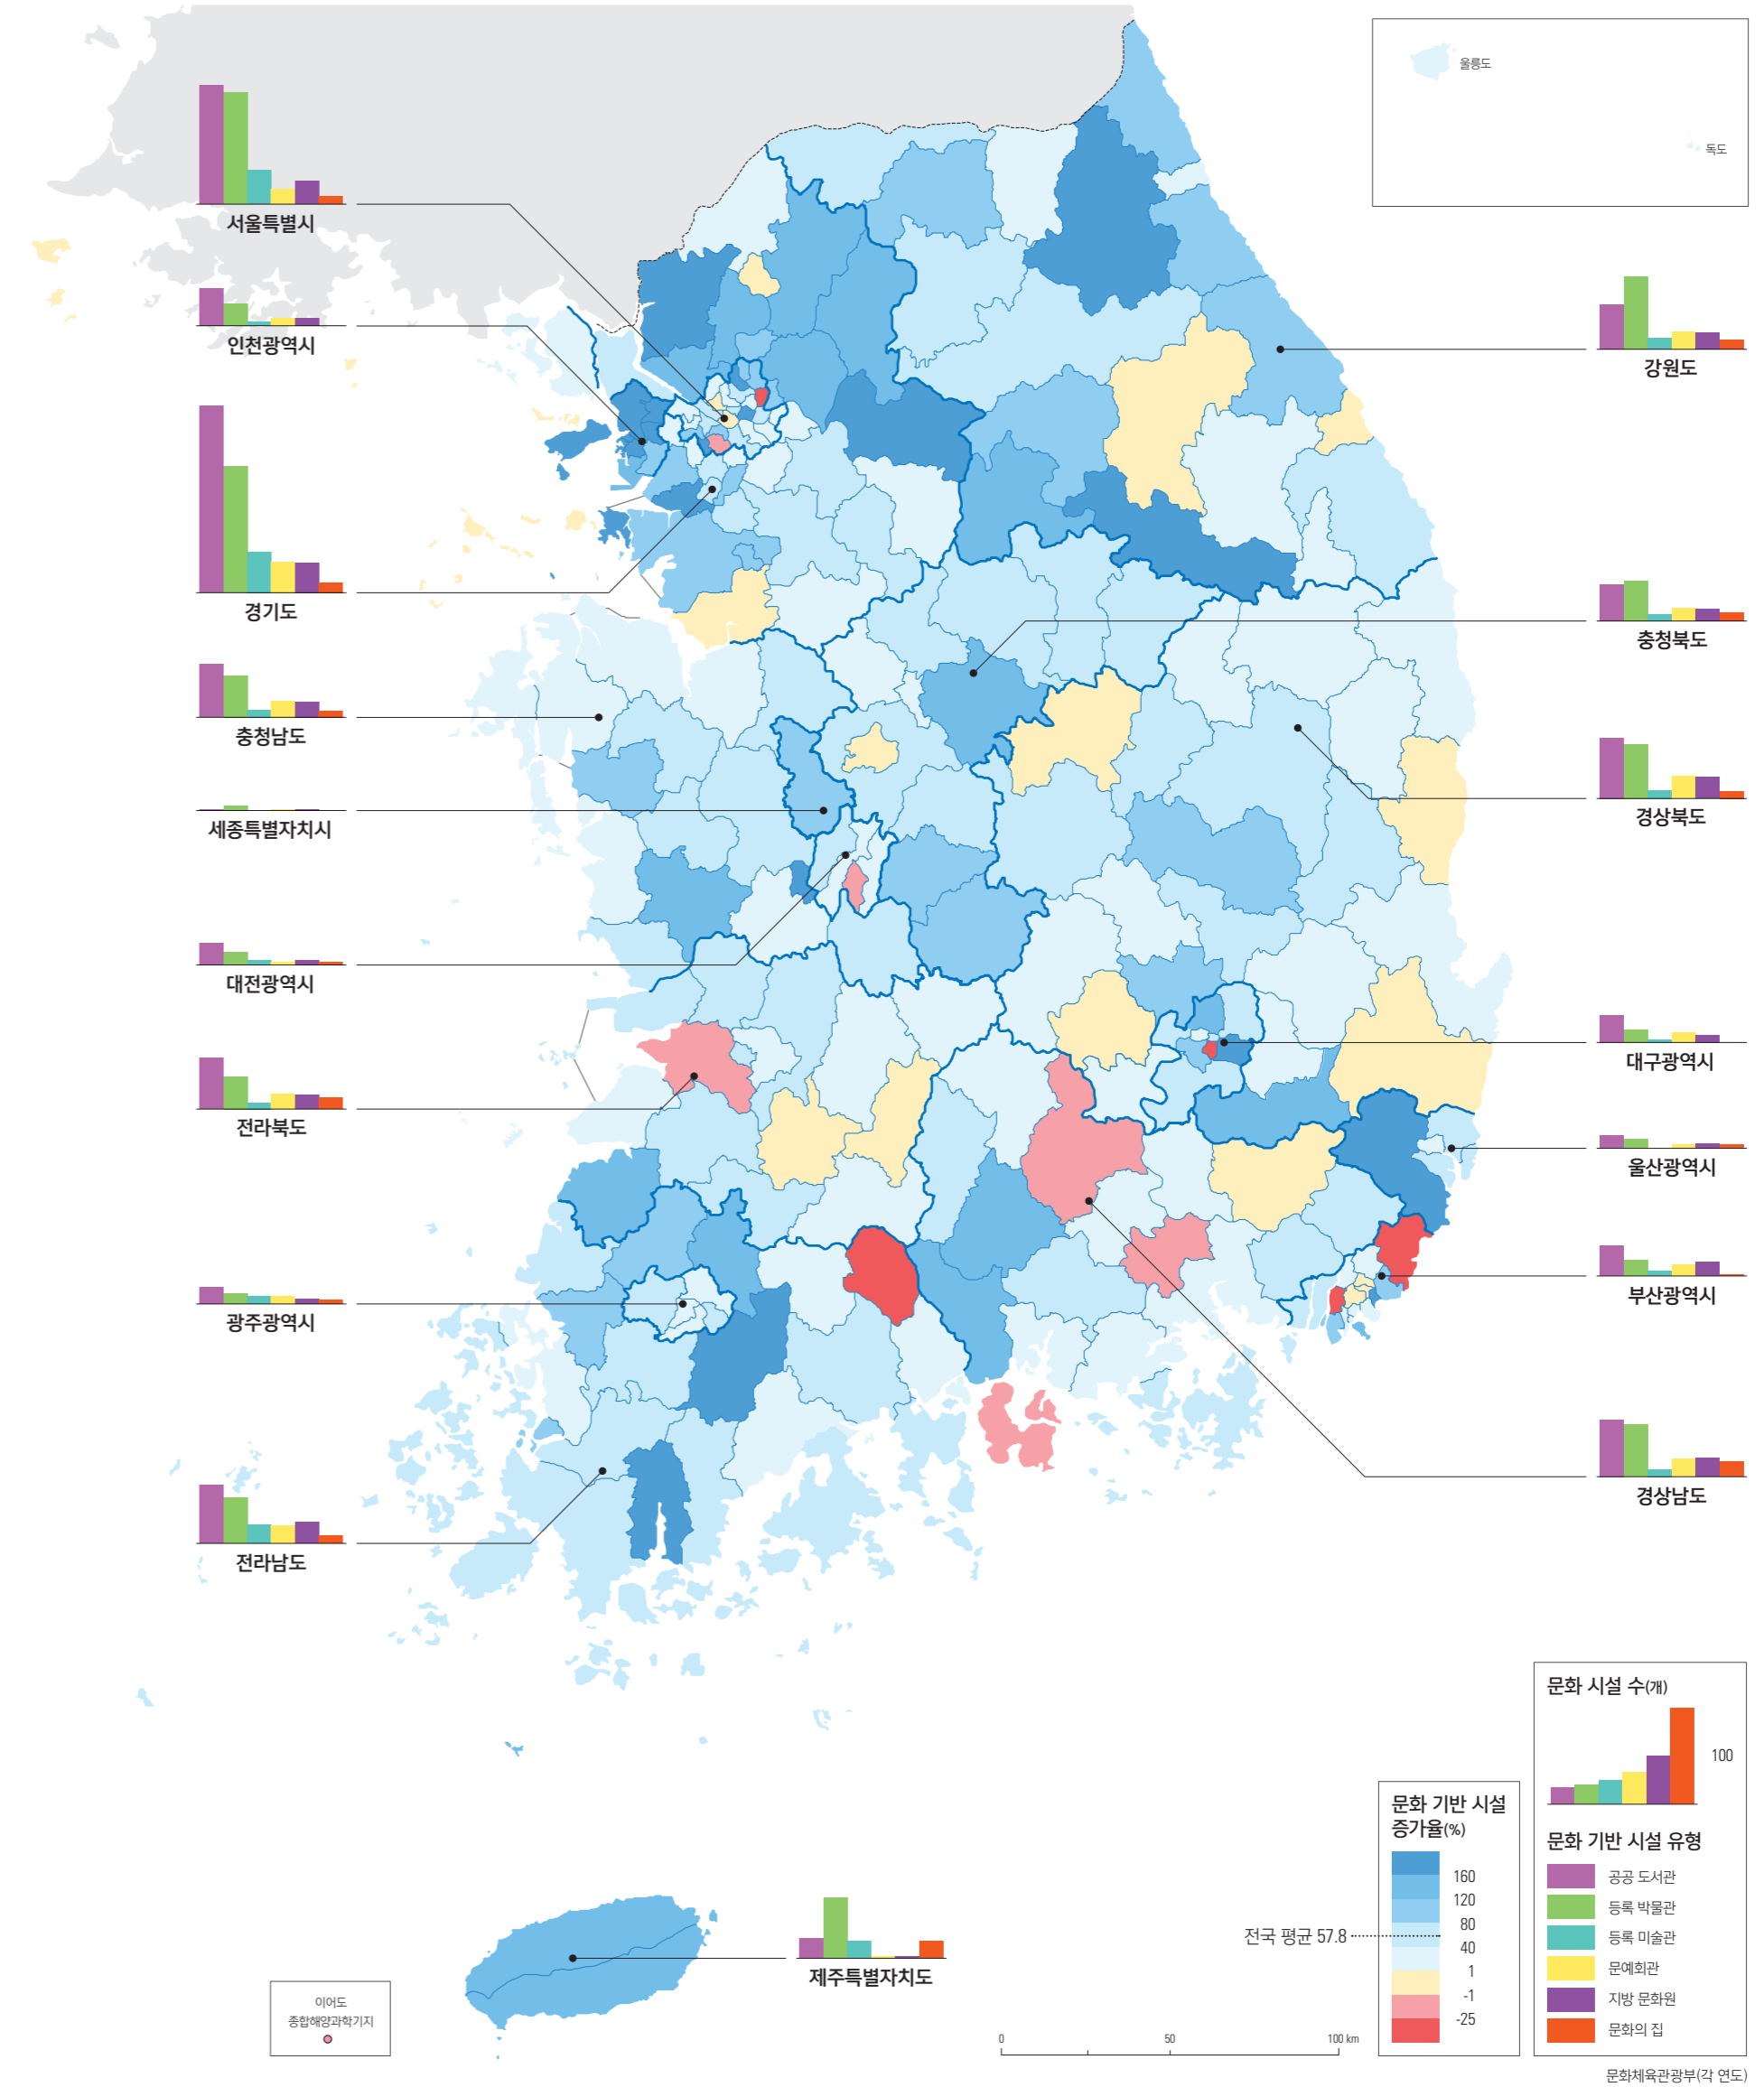 울릉도
독도
서울특별시
인천광역시
경기도
충청남도
세종특별자치시
대전광역시
전라북도
광주광역시
전라남도
강원도
충청북도
경상북도
대구광역시
울산광역시
부산광역시
경상남도
제주특별자치도
이어도
종합해양과학기지
0 50 100 km
전국 평균 57.8
문화 기반 시설
증가율(%)
160
120
80
40
1
-1
-25
문화 시설 수(개)
100
문화 기반 시설 유형
공공 도서관
등록 박물관
등록 미술관
문예회관
지방 문화원
문화의 집
문화체육관광부(각 연도)